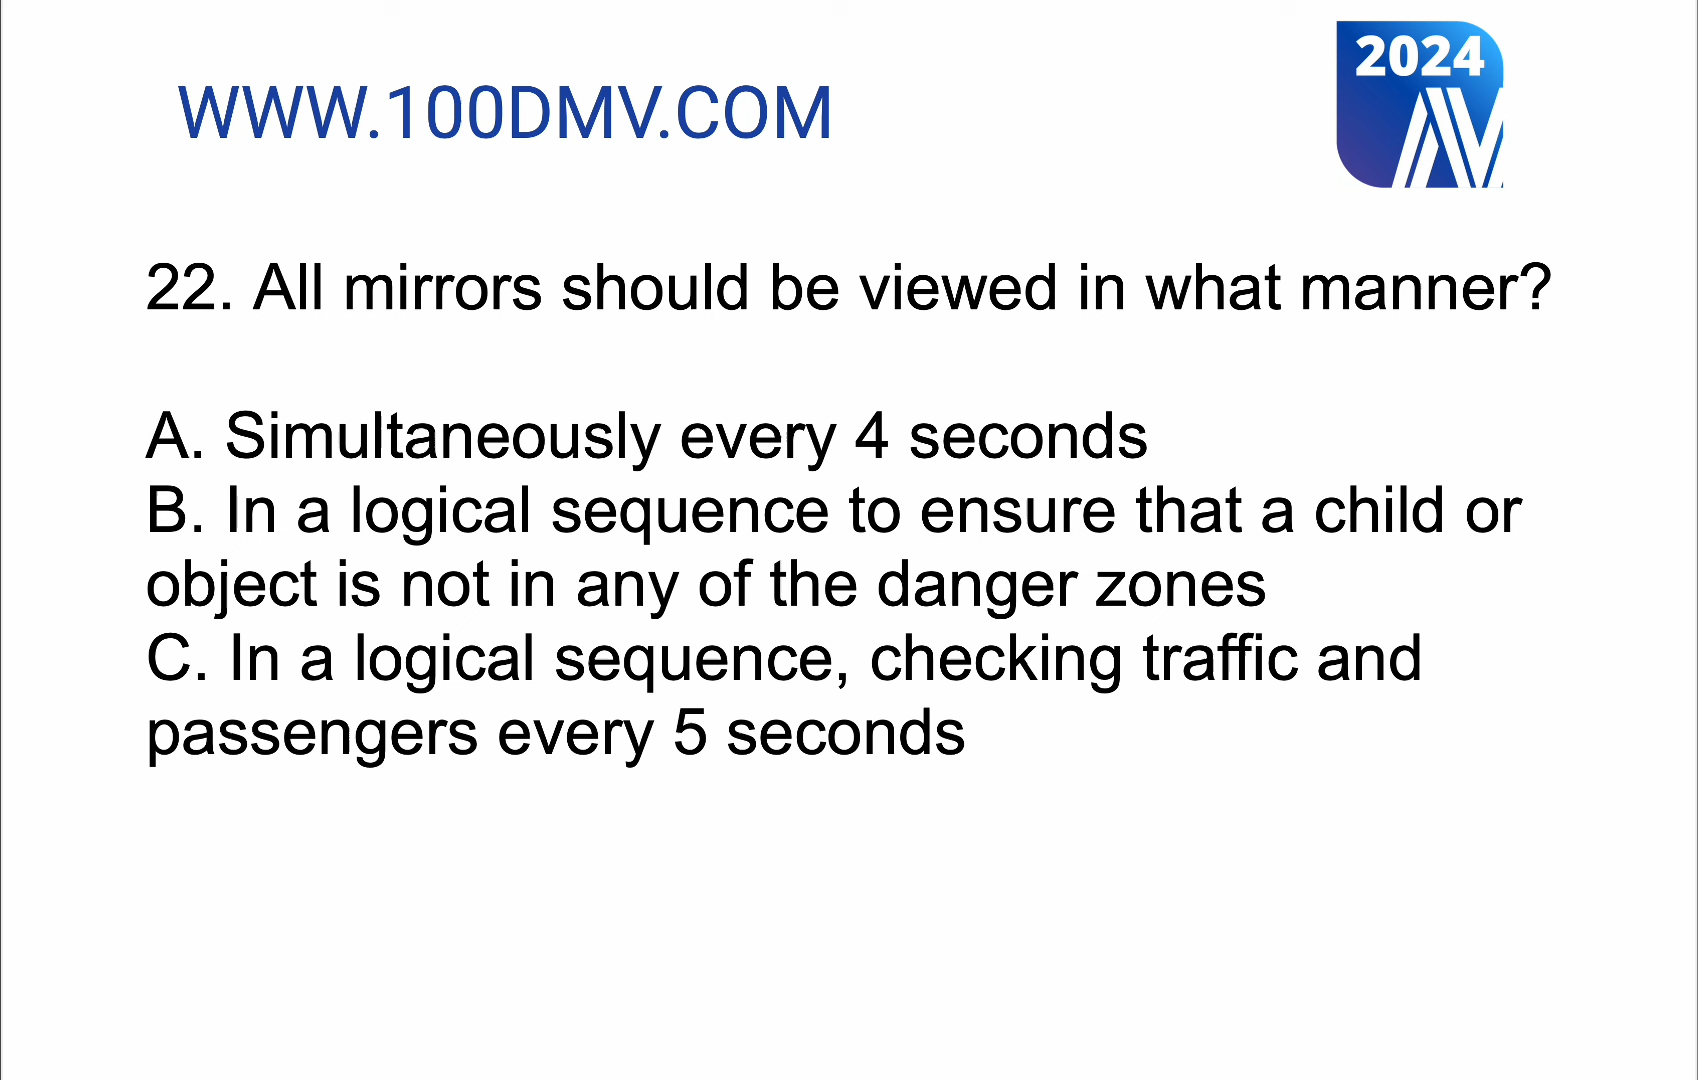 2024
WWW.100DMV.COM
22. All mirrors should be viewed in what manner?
A. Simultaneously every 4 seconds
B. In a logical sequence to ensure that a child or
object is not in any of the danger zones
C. In a logical sequence, checking traffic and
passengers every 5 seconds